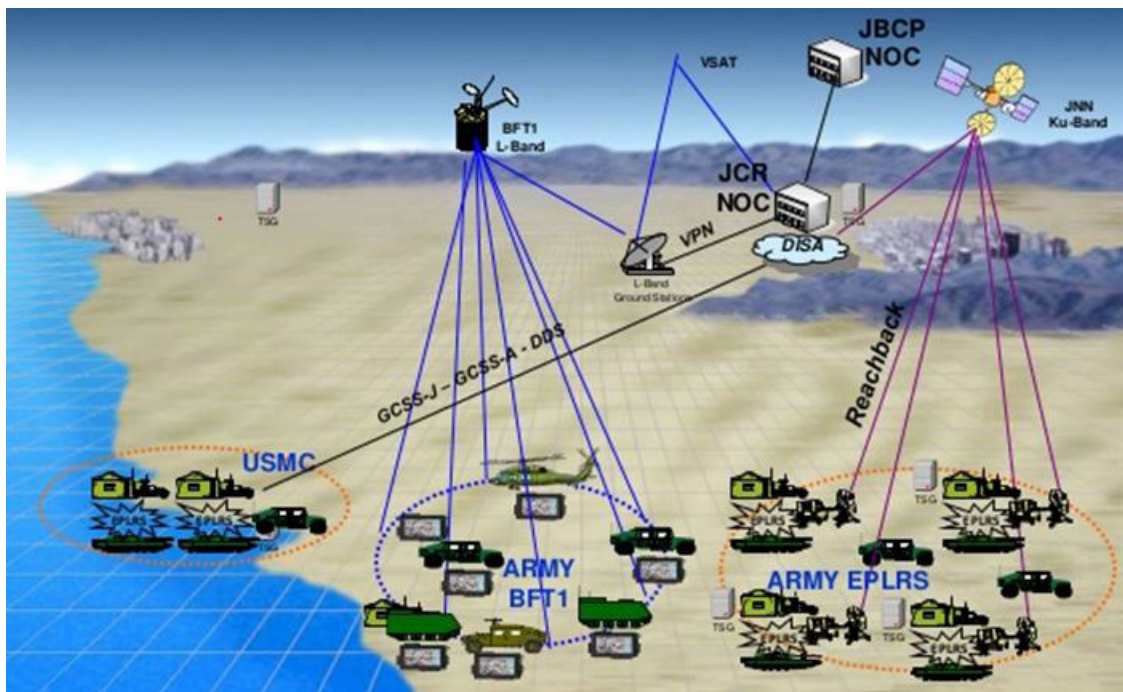 JBCP
NOC
VSAT
JNN
Ku-Band
BFT1
L-Band
JCR
NOC
TSG
TSG
VPN
DISA
L-Band
Ground Stations
GCSS-J – GCSS-A - DDS
Reachback
USMC
EPLRS
EPLRS
TSG
ARMY
BFT1
ARMY EPLRS
TSG
EPLRS
EPLRS
TSG
EPLRS
TSG
EPLRS